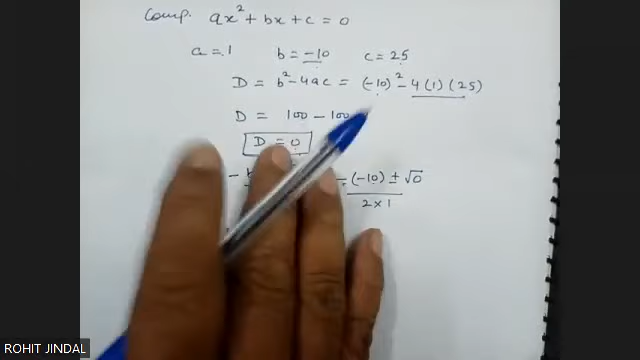 Comp. ax² + bx + c = 0
a = 1 b = -10 c = 25
D = b² - 4ac = (-10)² - 4(1)(25)
D = 100 - 100
D = 0
-(-10) ± √0
2 × 1
ROHIT JINDAL